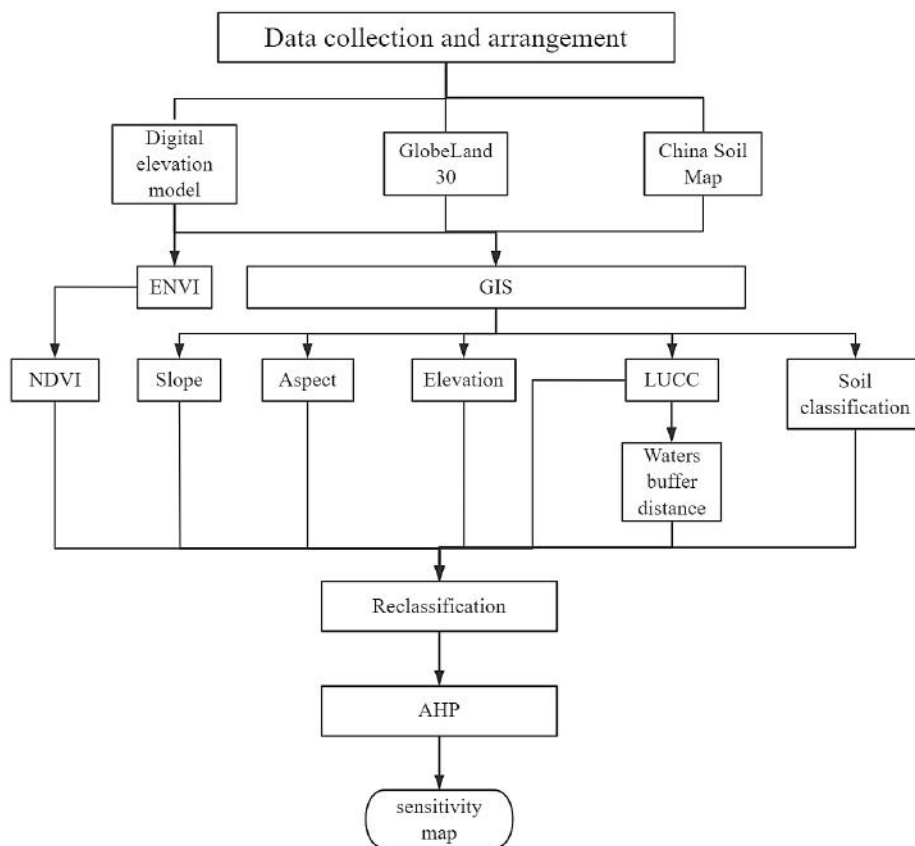 Data collection and arrangement
Digital
elevation
model
GlobeLand
30
China Soil
Map
ENVI
GIS
NDVI
Slope
Aspect
Elevation
LUCC
Soil
classification
Waters
buffer
distance
Reclassification
AHP
sensitivity
map